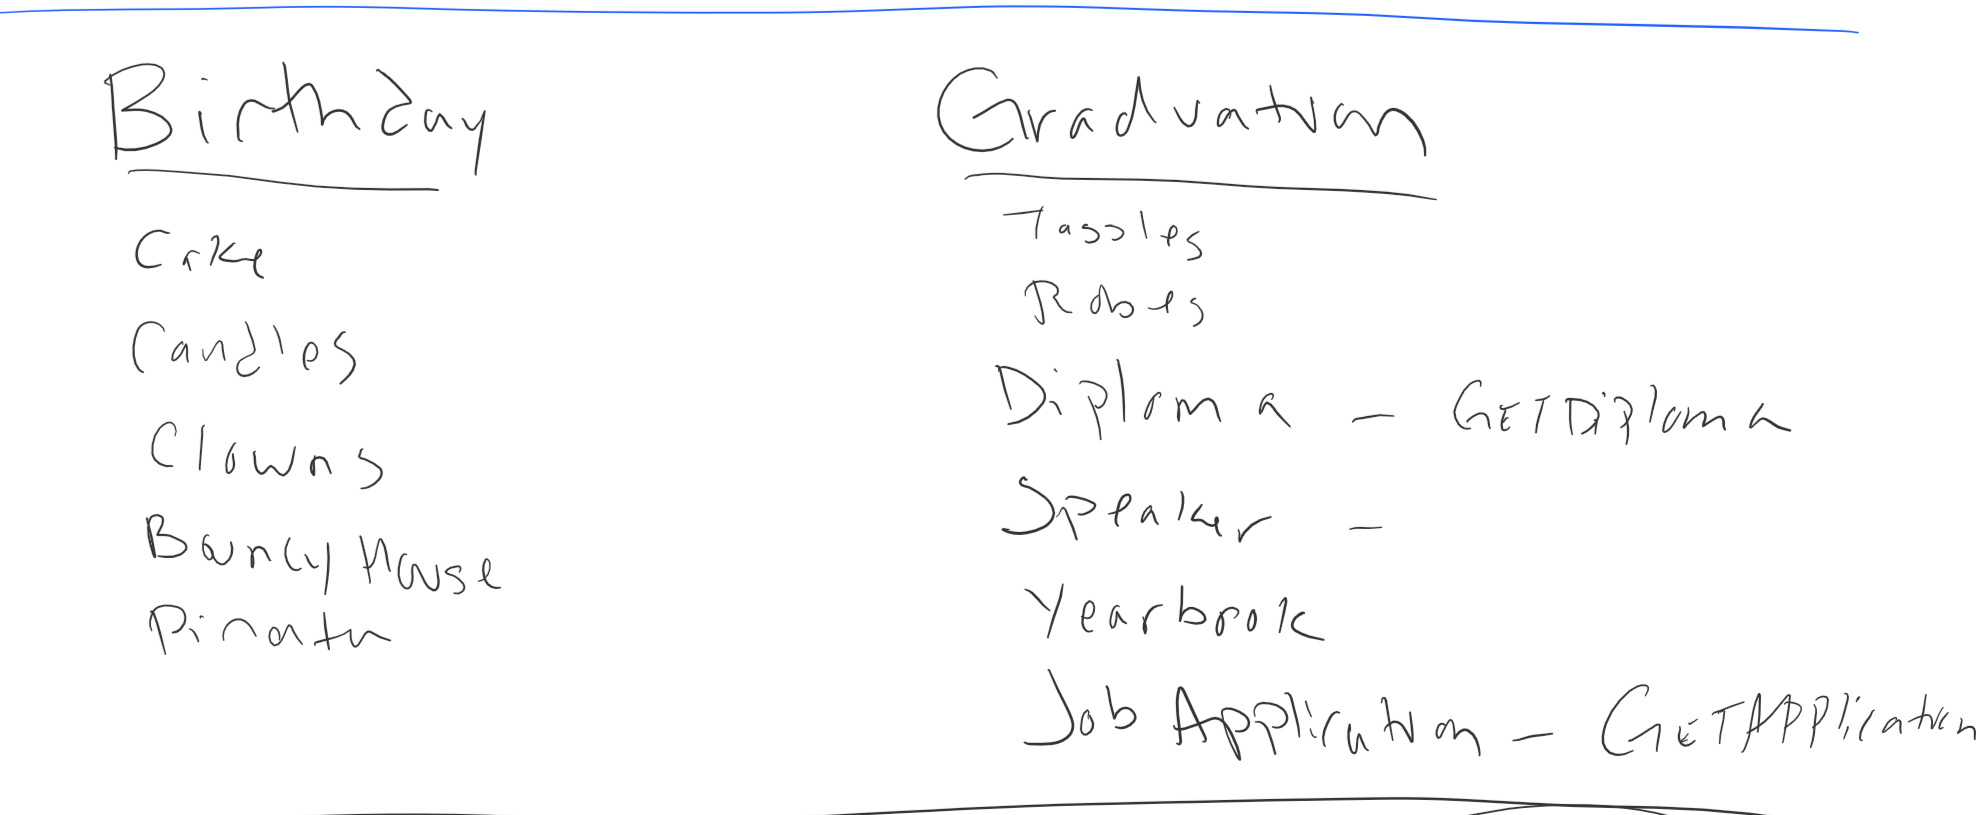 Birthday
Cake
Candles
Clowns
Bouncy House
Pinata
Graduation
Tassles
Robes
Diploma - GETDiploma
Speaker -
Yearbook
Job Application - GETAPPlication